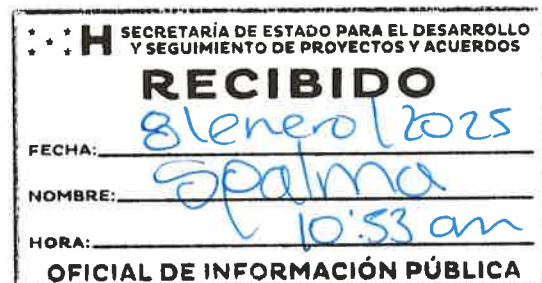 H SECRETARÍA DE ESTADO PARA EL DESARROLLO
Y SEGUIMIENTO DE PROYECTOS Y ACUERDOS
RECIBIDO
FECHA: 8/enero/2025
NOMBRE: Spalma
HORA: 10:53 am
OFICIAL DE INFORMACIÓN PÚBLICA